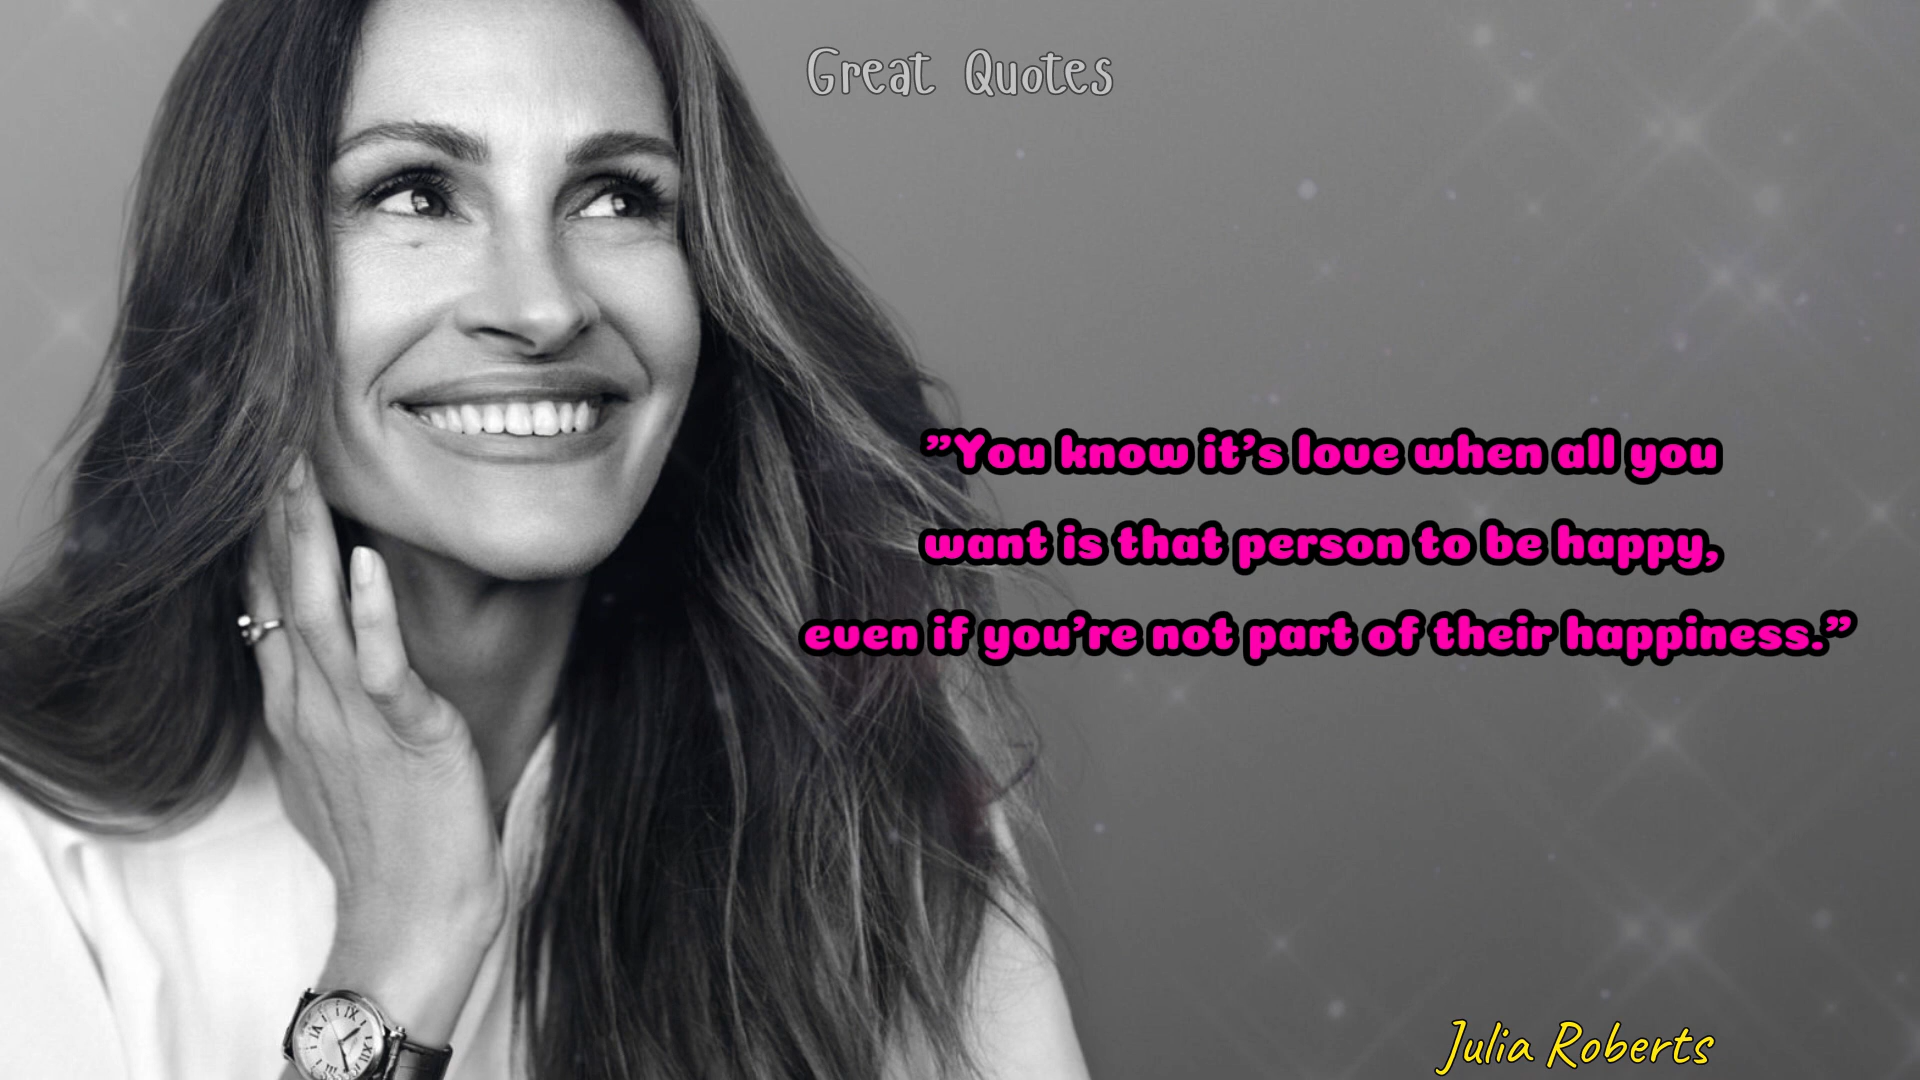 Great Quotes
”You know it’s love when all you
want is that person to be happy,
even if you’re not part of their happiness.”
Julia Roberts